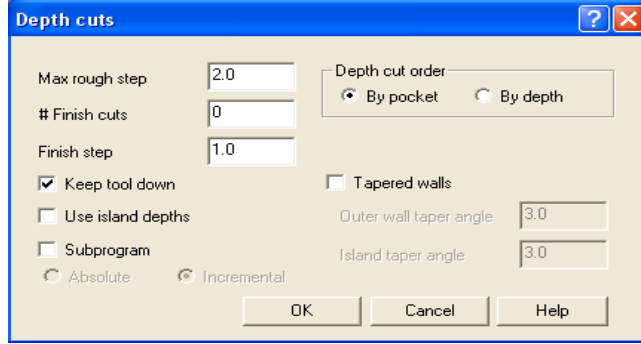 Depth cuts
Max rough step 2.0
# Finish cuts 0
Finish step 1.0
Depth cut order
By pocket By depth
Keep tool down
Use island depths
Subprogram
Absolute Incremental
Tapered walls
Outer wall taper angle 3.0
Island taper angle 3.0
OK Cancel Help